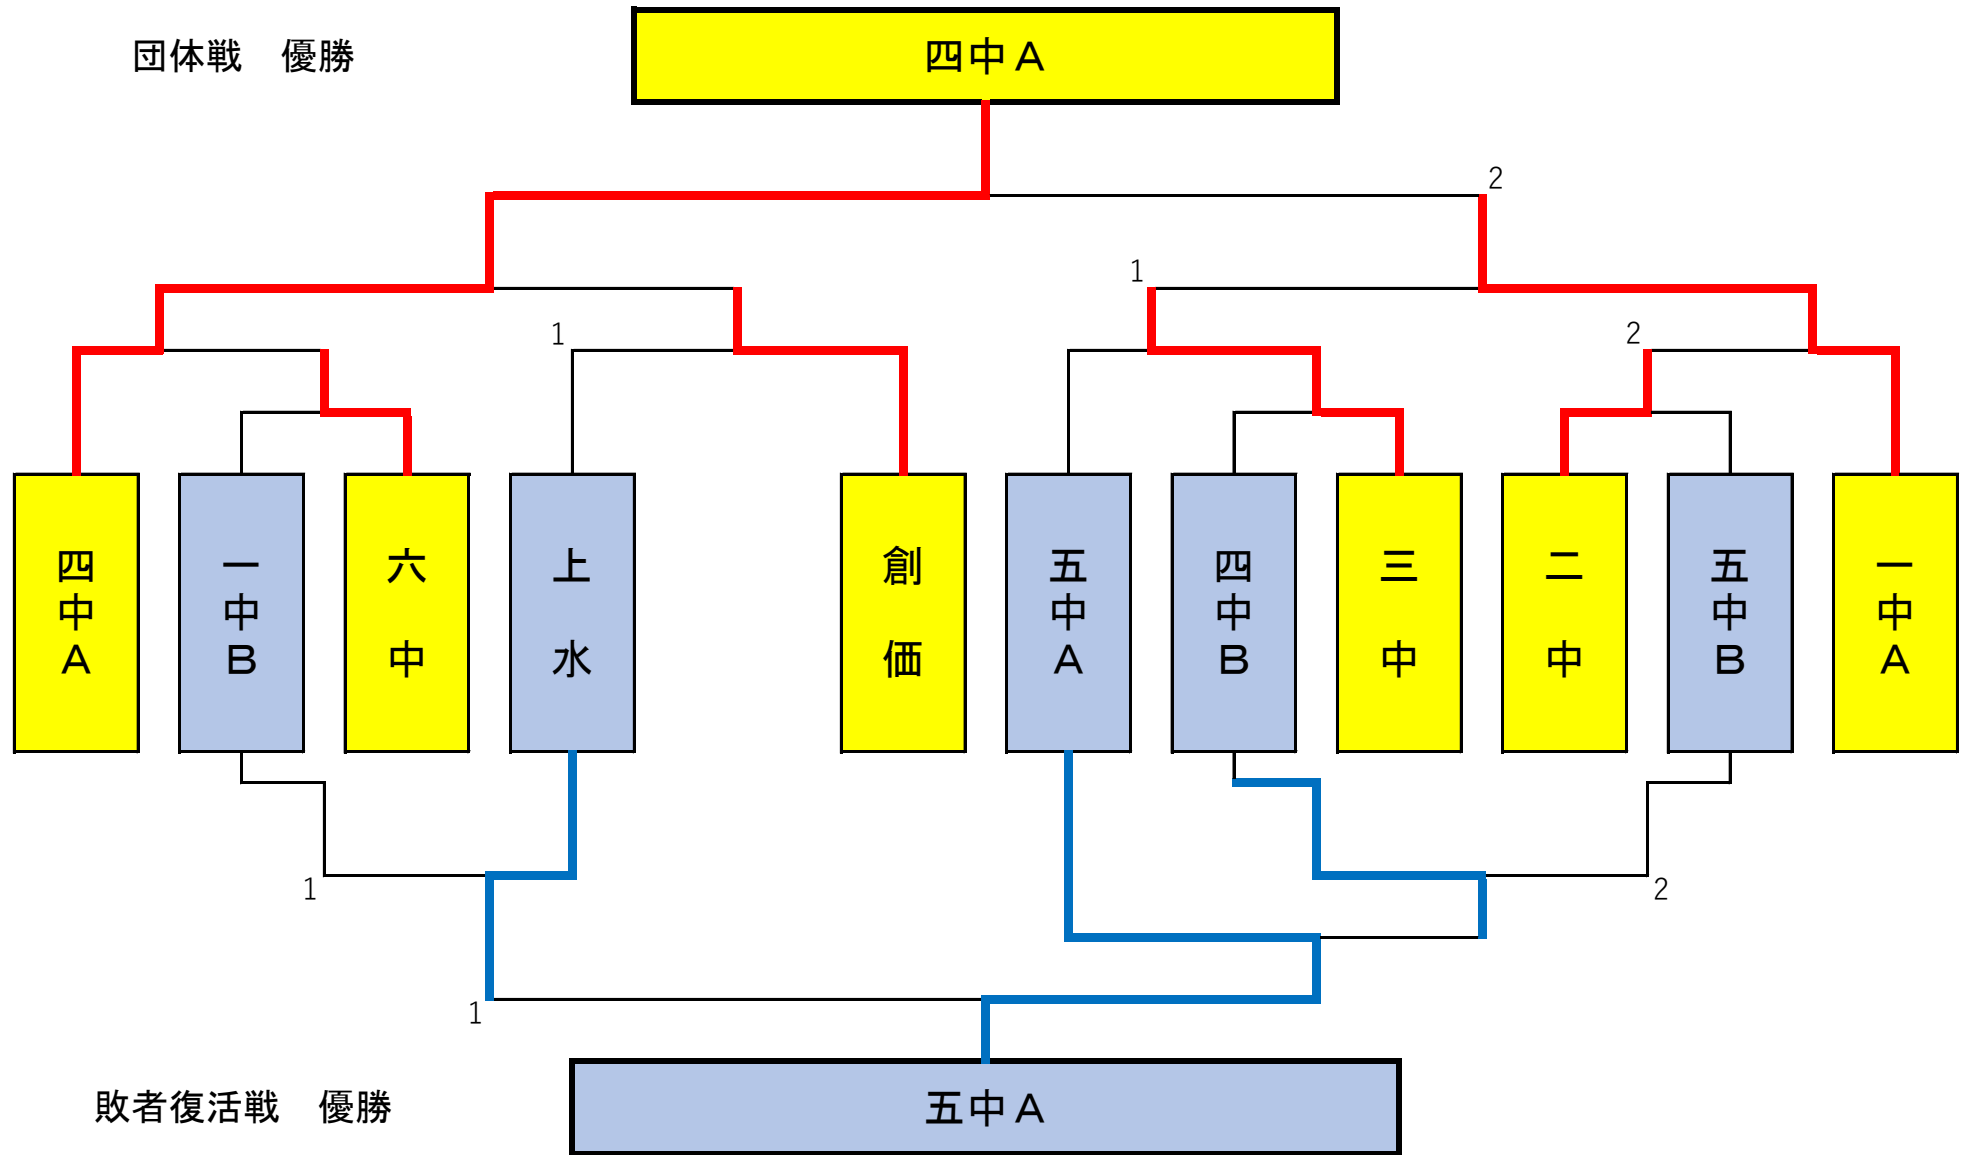 団体戦　優勝
四中Ａ
2
1
1
2
四中Ａ
一中Ｂ
六中
上水
創価
五中Ａ
四中Ｂ
三中
二中
五中Ｂ
一中Ａ
1
2
1
敗者復活戦　優勝
五中Ａ